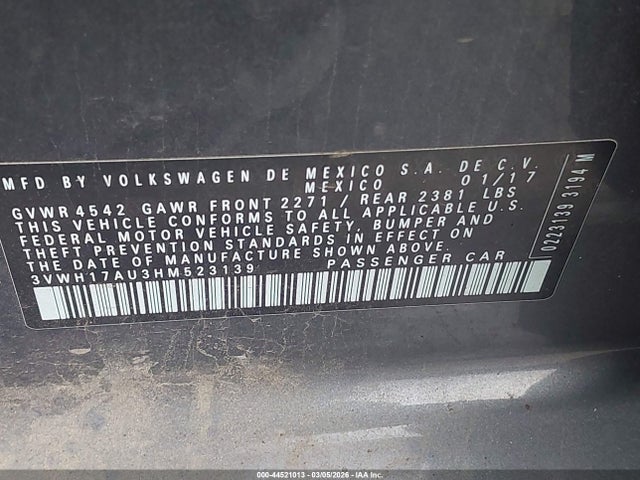 MFD BY VOLKSWAGEN DE MEXICO S.A. DE C.V.
MEXICO 01/17
GVWR 4542 GAWR FRONT 2271 / REAR 2381 LBS
THIS VEHICLE CONFORMS TO ALL APPLICABLE U.S.
FEDERAL MOTOR VEHICLE SAFETY, BUMPER AND
THEFT PREVENTION STANDARDS IN EFFECT ON
THE DATE OF MANUFACTURE SHOWN ABOVE.
3VWH17AU3HM523139 PASSENGER CAR
0223139 3194 M
000-44521013 — 03/05/2026 — IAAI.COM